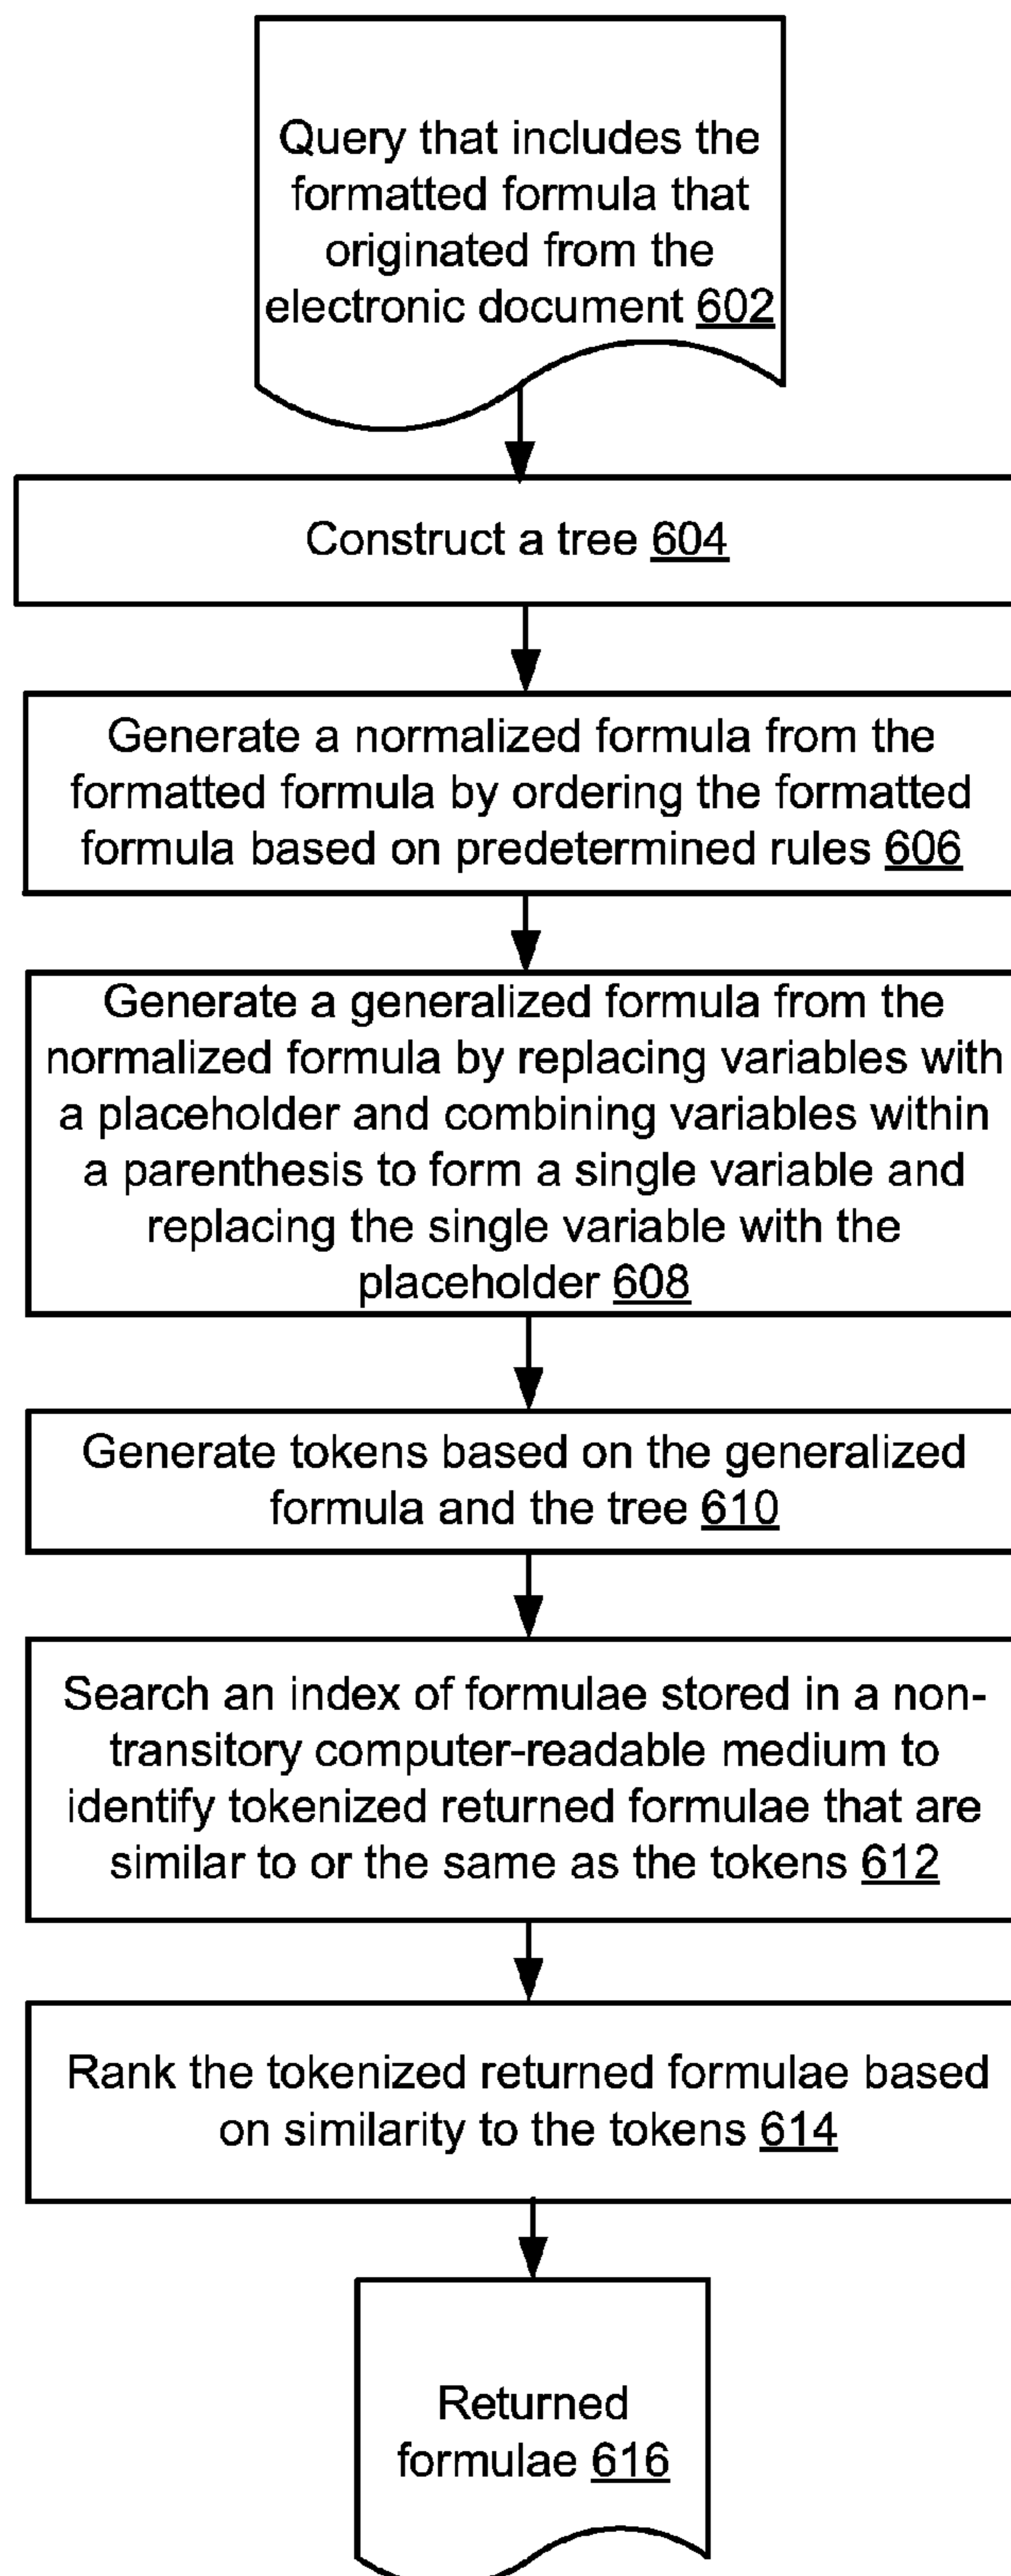 Query that includes the
formatted formula that
originated from the
electronic document 602
Construct a tree 604
Generate a normalized formula from the
formatted formula by ordering the formatted
formula based on predetermined rules 606
Generate a generalized formula from the
normalized formula by replacing variables with
a placeholder and combining variables within
a parenthesis to form a single variable and
replacing the single variable with the
placeholder 608
Generate tokens based on the generalized
formula and the tree 610
Search an index of formulae stored in a non-
transitory computer-readable medium to
identify tokenized returned formulae that are
similar to or the same as the tokens 612
Rank the tokenized returned formulae based
on similarity to the tokens 614
Returned
formulae 616